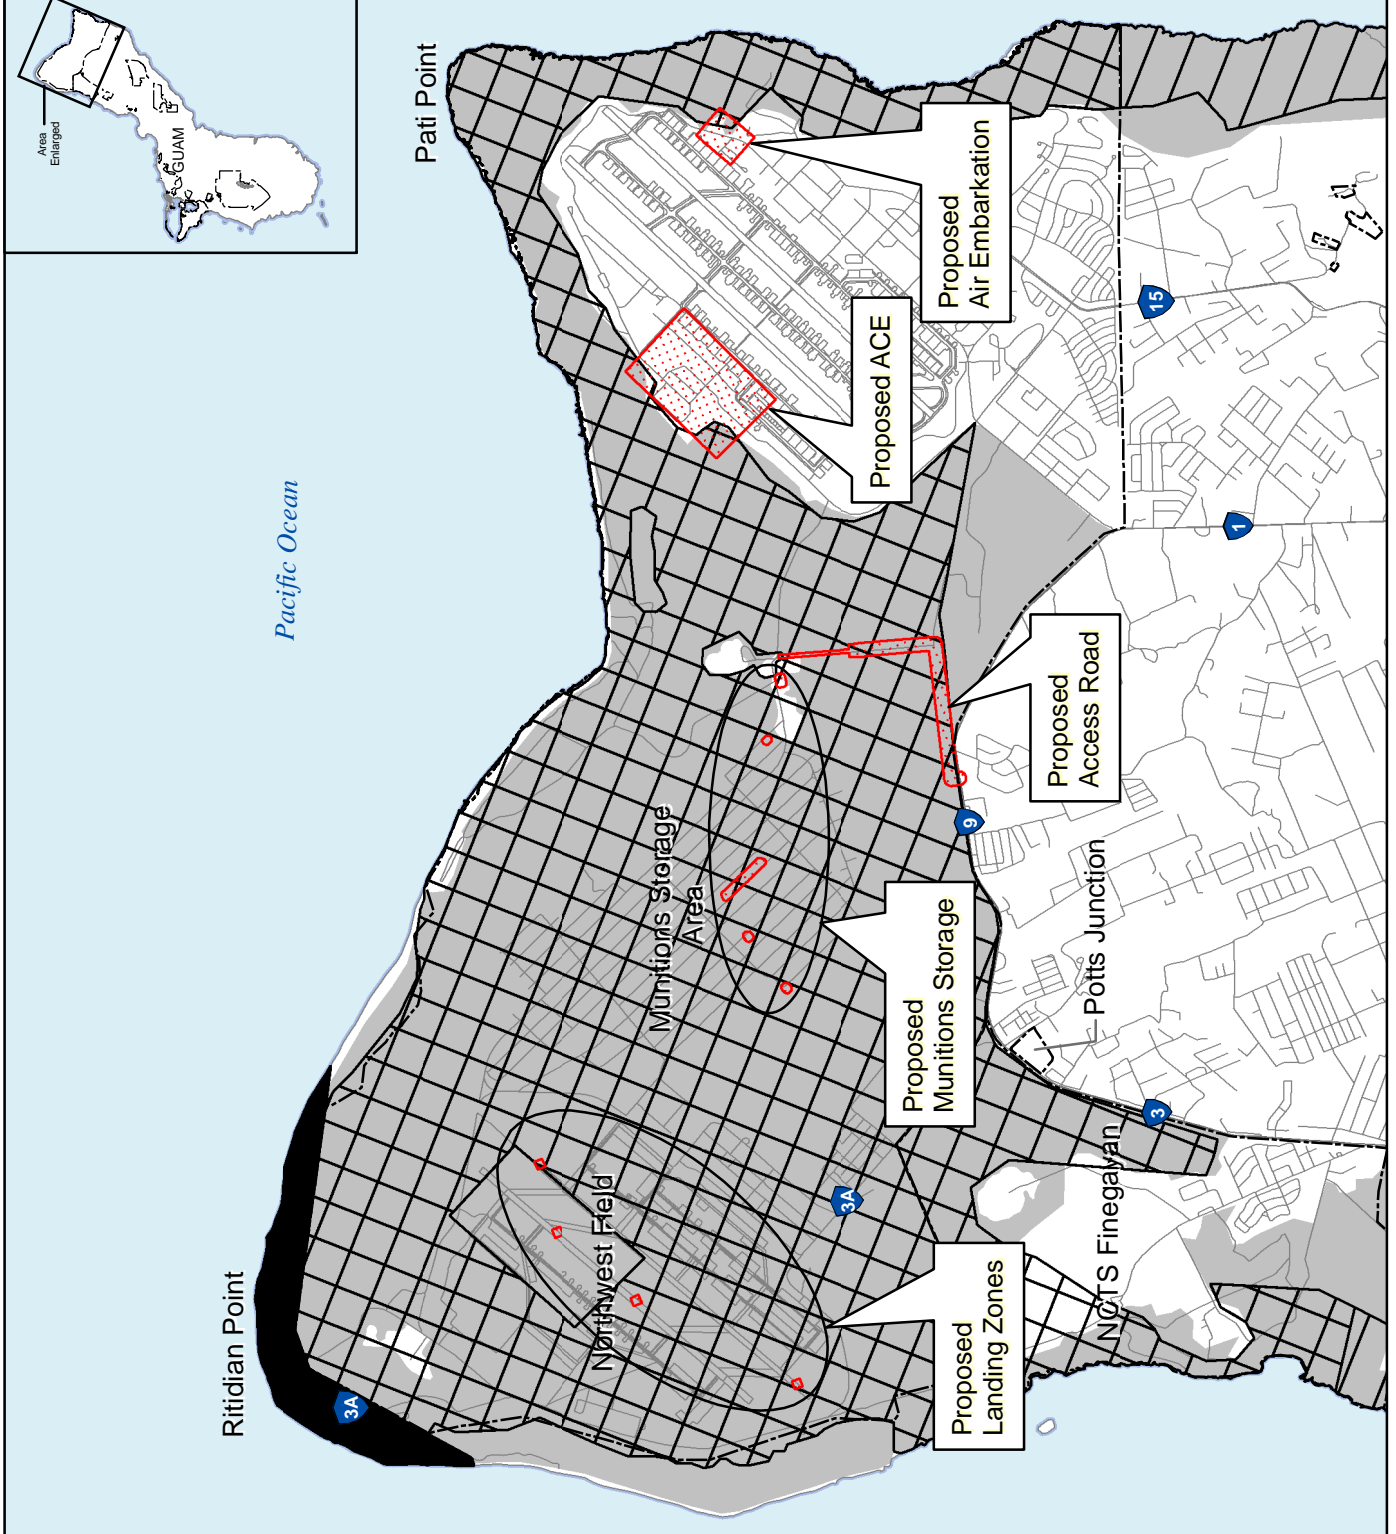 Area
Enlarged
GUAM
Pati Point
Pacific Ocean
Ritidian Point
Proposed
Air Embarkation
Proposed ACE
15
1
Proposed
Access Road
Munitions Storage
Area
9
Proposed
Munitions Storage
Potts Junction
3
Northwest Field
3A
3A
NCTS Finegayan
Proposed
Landing Zones